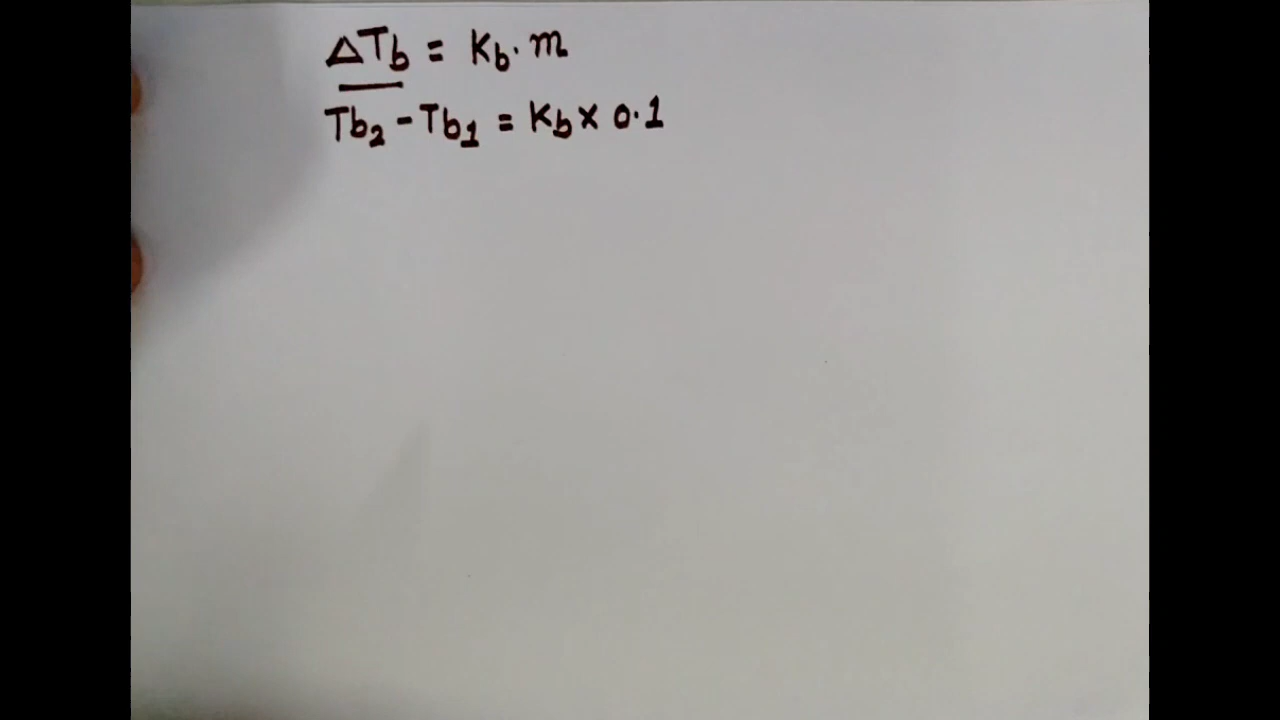 ΔTb = Kb · m
Tb₂ - Tb₁ = Kb × 0·1